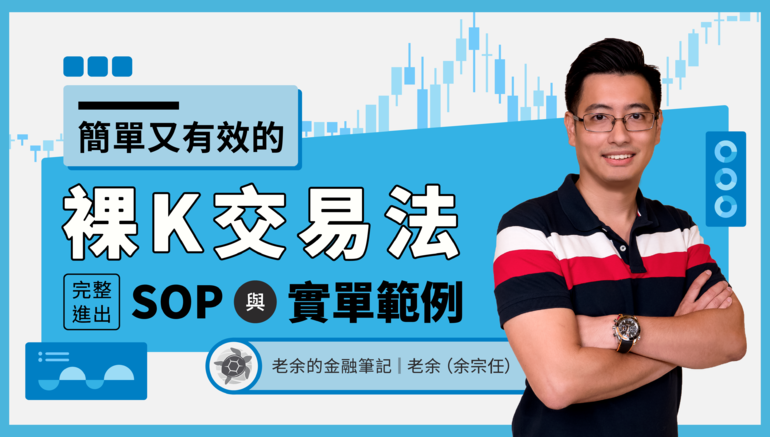 簡單又有效的
裸K交易法
完整
進出
SOP 與 實單範例
老余的金融筆記｜老余（余宗任）